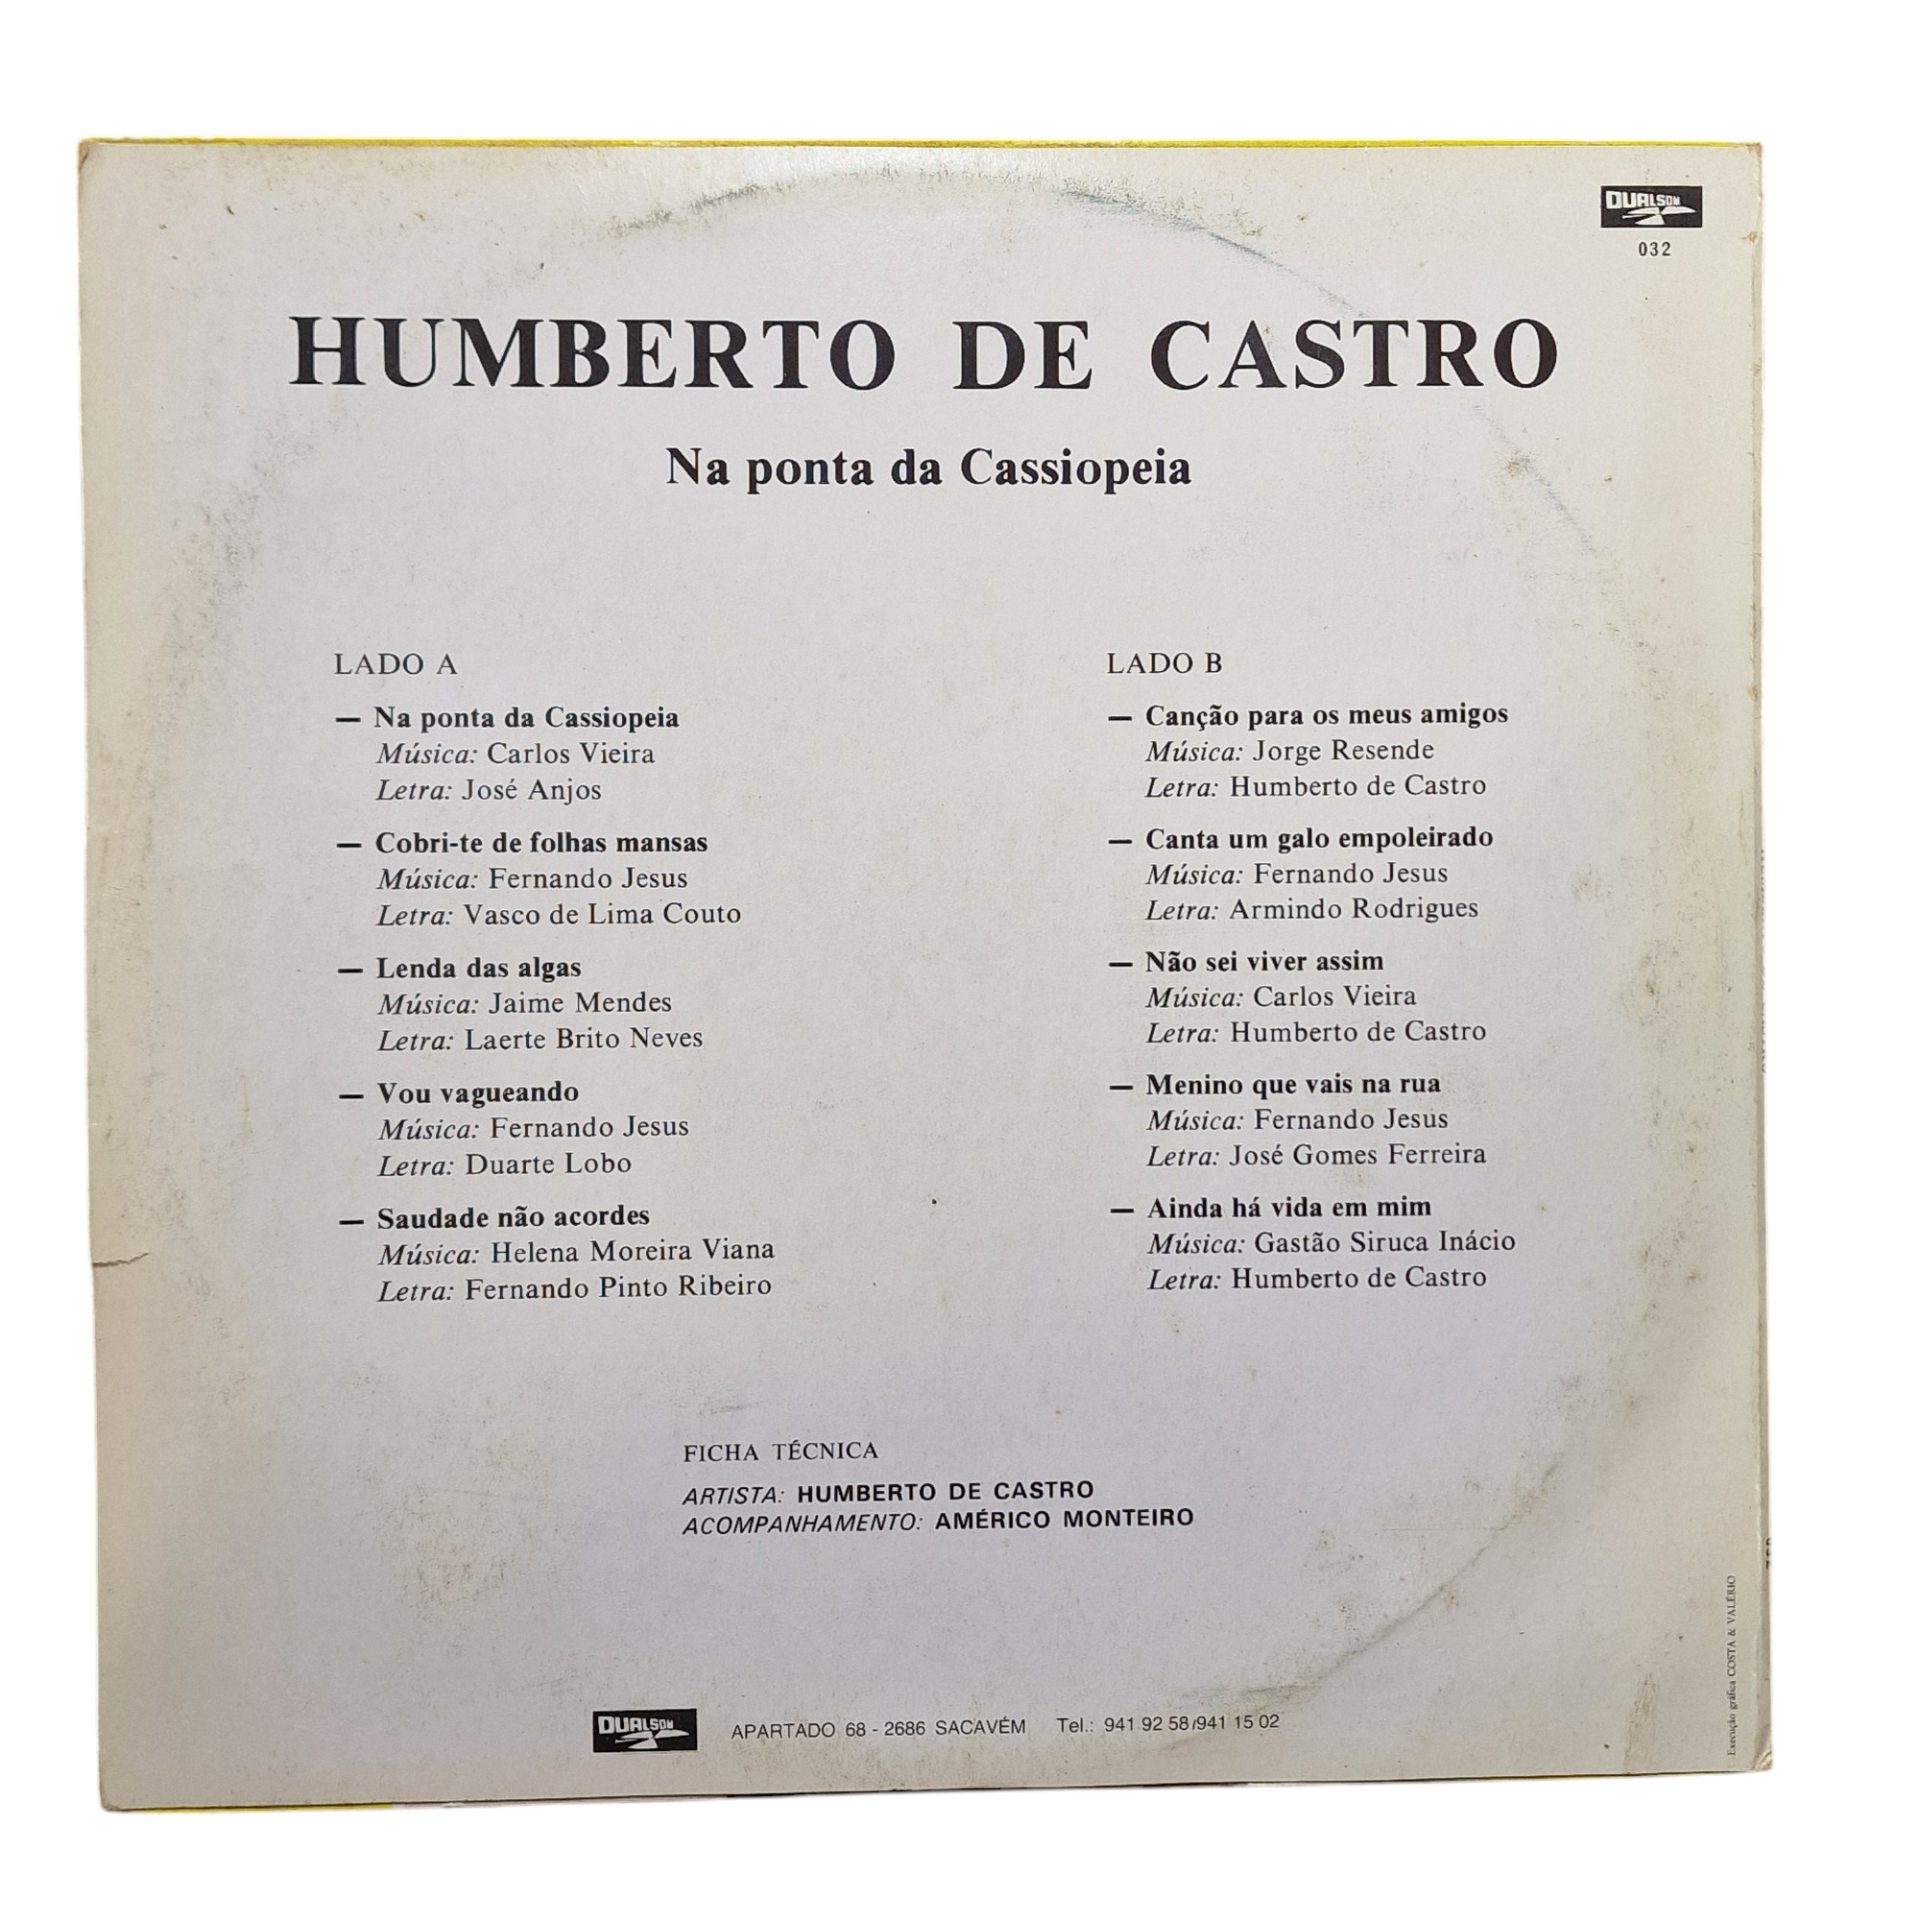 DUALSOM
032
HUMBERTO DE CASTRO
Na ponta da Cassiopeia
LADO A
— Na ponta da Cassiopeia
Música: Carlos Vieira
Letra: José Anjos
— Cobri-te de folhas mansas
Música: Fernando Jesus
Letra: Vasco de Lima Couto
— Lenda das algas
Música: Jaime Mendes
Letra: Laerte Brito Neves
— Vou vagueando
Música: Fernando Jesus
Letra: Duarte Lobo
— Saudade não acordes
Música: Helena Moreira Viana
Letra: Fernando Pinto Ribeiro
LADO B
— Canção para os meus amigos
Música: Jorge Resende
Letra: Humberto de Castro
— Canta um galo empoleirado
Música: Fernando Jesus
Letra: Armindo Rodrigues
— Não sei viver assim
Música: Carlos Vieira
Letra: Humberto de Castro
— Menino que vais na rua
Música: Fernando Jesus
Letra: José Gomes Ferreira
— Ainda há vida em mim
Música: Gastão Siruca Inácio
Letra: Humberto de Castro
FICHA TÉCNICA
ARTISTA: HUMBERTO DE CASTRO
ACOMPANHAMENTO: AMÉRICO MONTEIRO
DUALSOM
APARTADO 68 - 2686 SACAVÉM Tel.: 941 92 58/941 15 02
Execução gráfica COSTA & VALÉRIO